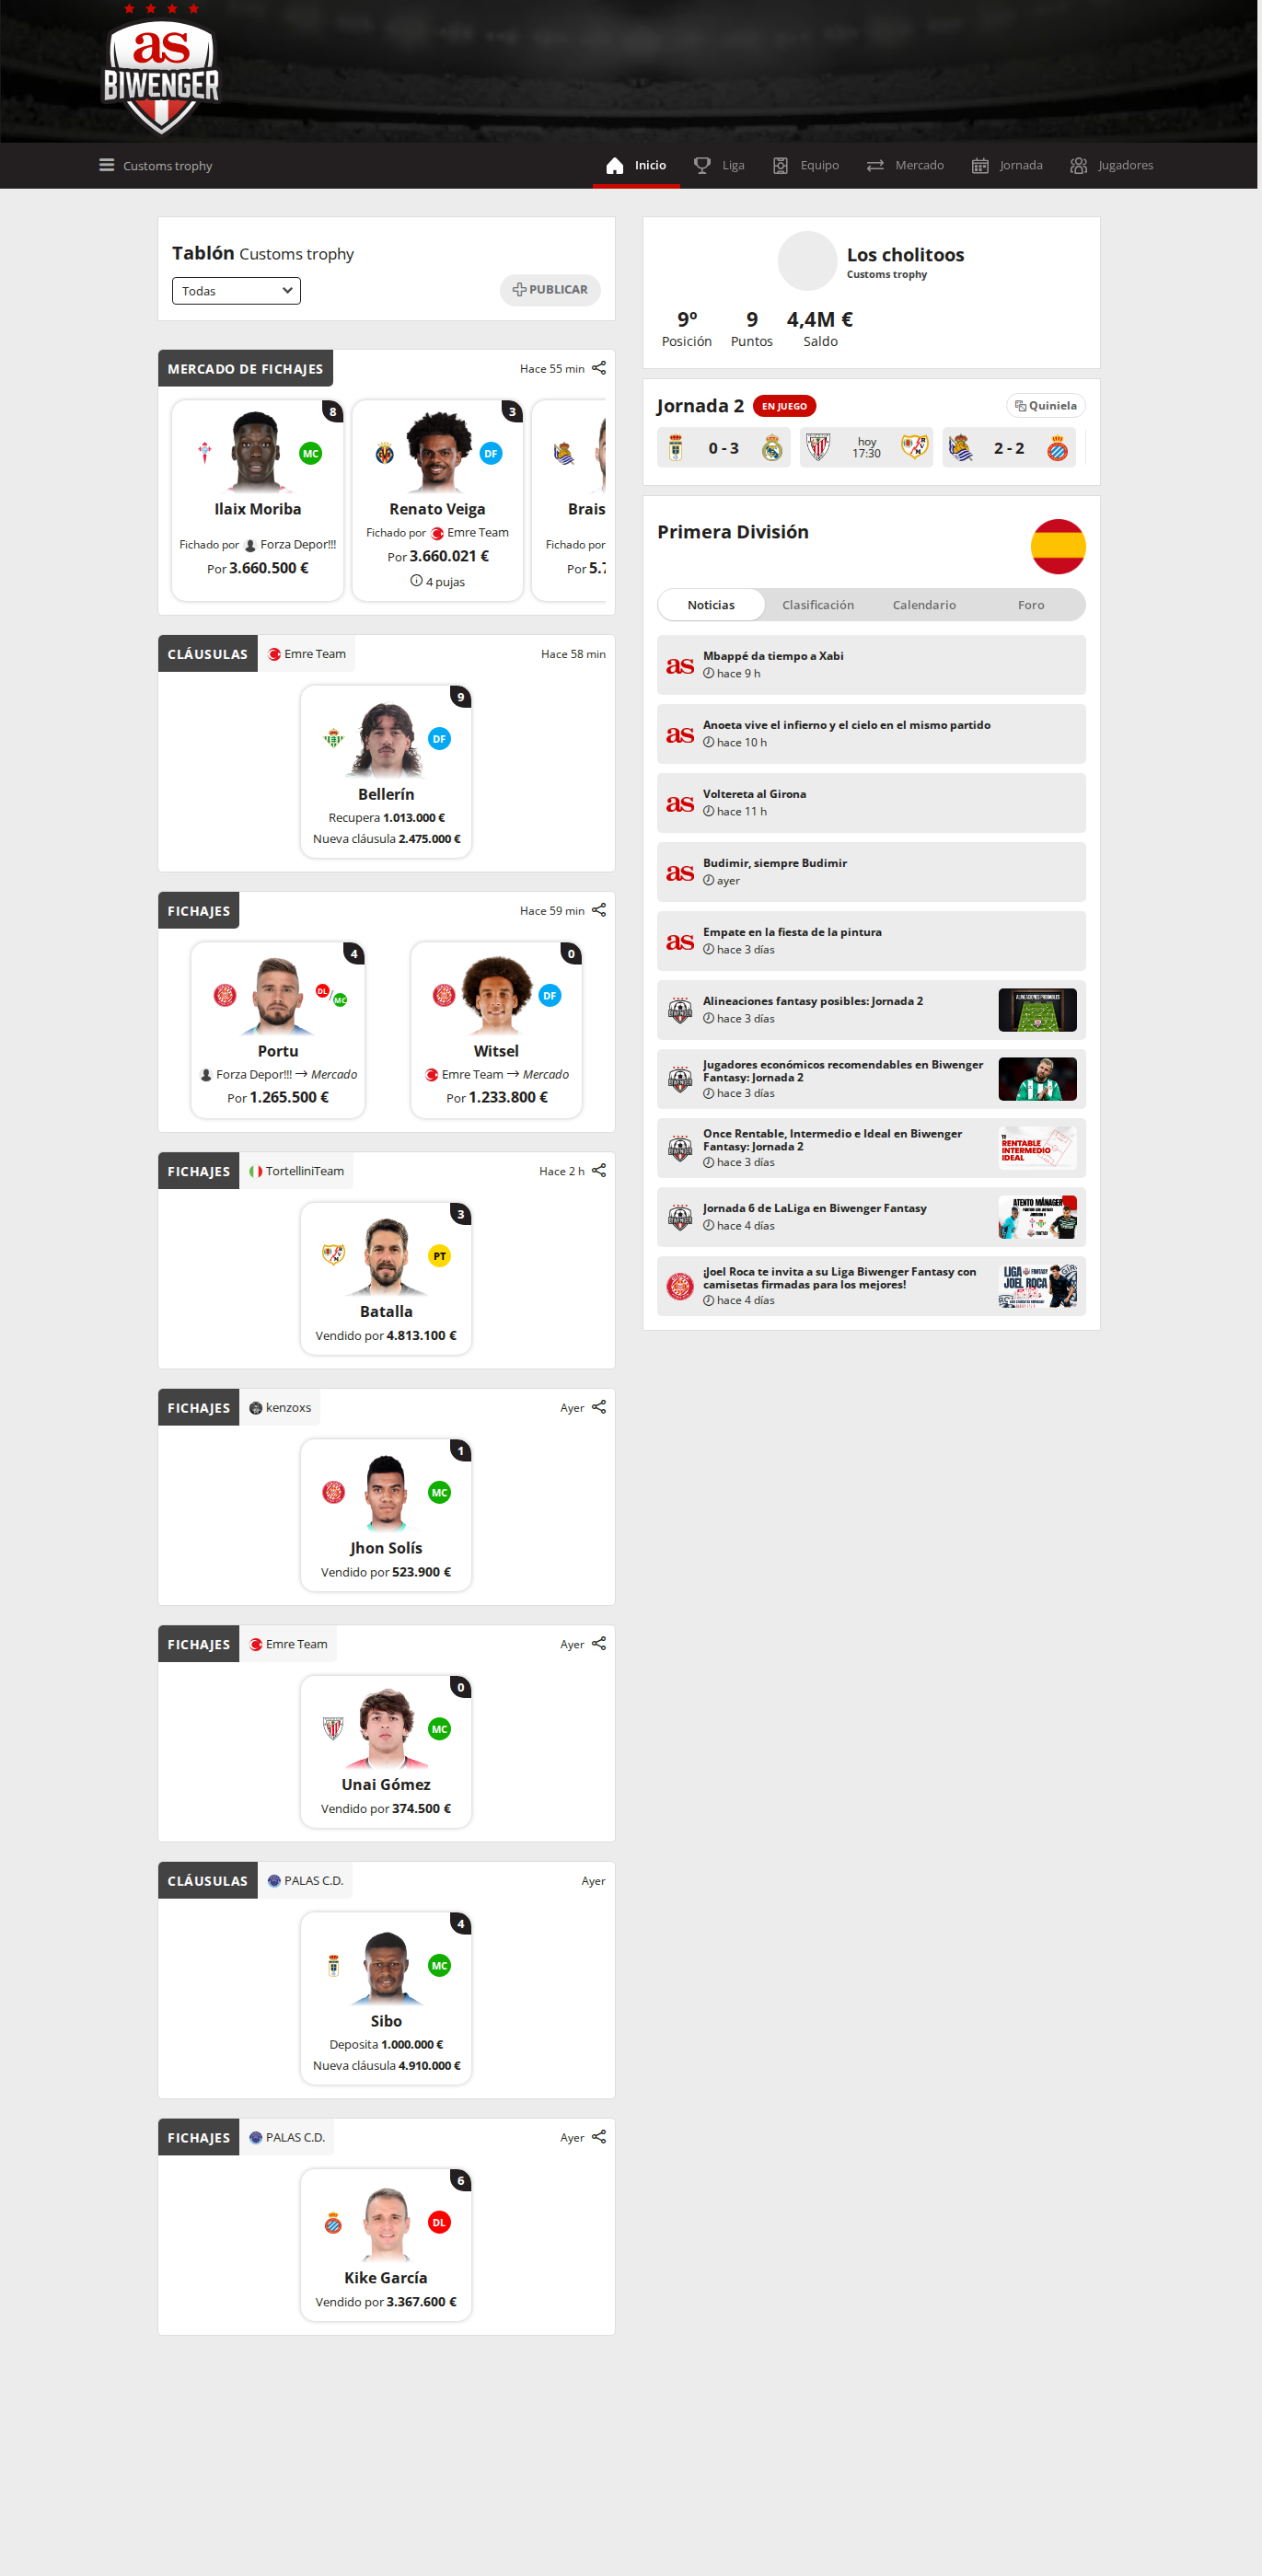 as
BIWENGER
Customs trophy
Inicio
Liga
Equipo
Mercado
Jornada
Jugadores
Tablón Customs trophy
Todas
PUBLICAR
MERCADO DE FICHAJES
Hace 55 min
8
MC
Ilaix Moriba
Fichado por Forza Depor!!!
Por 3.660.500 €
3
DF
Renato Veiga
Fichado por Emre Team
Por 3.660.021 €
4 pujas
Brais
Fichado por
Por 5.7
CLÁUSULAS
Emre Team
Hace 58 min
9
DF
Bellerín
Recupera 1.013.000 €
Nueva cláusula 2.475.000 €
FICHAJES
Hace 59 min
4
DL / MC
Portu
Forza Depor!!! → Mercado
Por 1.265.500 €
0
DF
Witsel
Emre Team → Mercado
Por 1.233.800 €
FICHAJES
TortelliniTeam
Hace 2 h
3
PT
Batalla
Vendido por 4.813.100 €
FICHAJES
kenzoxs
Ayer
1
MC
Jhon Solís
Vendido por 523.900 €
FICHAJES
Emre Team
Ayer
0
MC
Unai Gómez
Vendido por 374.500 €
CLÁUSULAS
PALAS C.D.
Ayer
4
MC
Sibo
Deposita 1.000.000 €
Nueva cláusula 4.910.000 €
FICHAJES
PALAS C.D.
Ayer
6
DL
Kike García
Vendido por 3.367.600 €
Los cholitoos
Customs trophy
9º
Posición
9
Puntos
4,4M €
Saldo
Jornada 2
EN JUEGO
Quiniela
0 - 3
hoy
17:30
2 - 2
Primera División
Noticias
Clasificación
Calendario
Foro
as
Mbappé da tiempo a Xabi
hace 9 h
as
Anoeta vive el infierno y el cielo en el mismo partido
hace 10 h
as
Voltereta al Girona
hace 11 h
as
Budimir, siempre Budimir
ayer
as
Empate en la fiesta de la pintura
hace 3 días
Alineaciones fantasy posibles: Jornada 2
hace 3 días
Jugadores económicos recomendables en Biwenger
Fantasy: Jornada 2
hace 3 días
Once Rentable, Intermedio e Ideal en Biwenger
Fantasy: Jornada 2
hace 3 días
RENTABLE
INTERMEDIO
IDEAL
Jornada 6 de LaLiga en Biwenger Fantasy
hace 4 días
ATENTO MÁNAGER
¡Joel Roca te invita a su Liga Biwenger Fantasy con
camisetas firmadas para los mejores!
hace 4 días
LIGA
JOEL ROCA